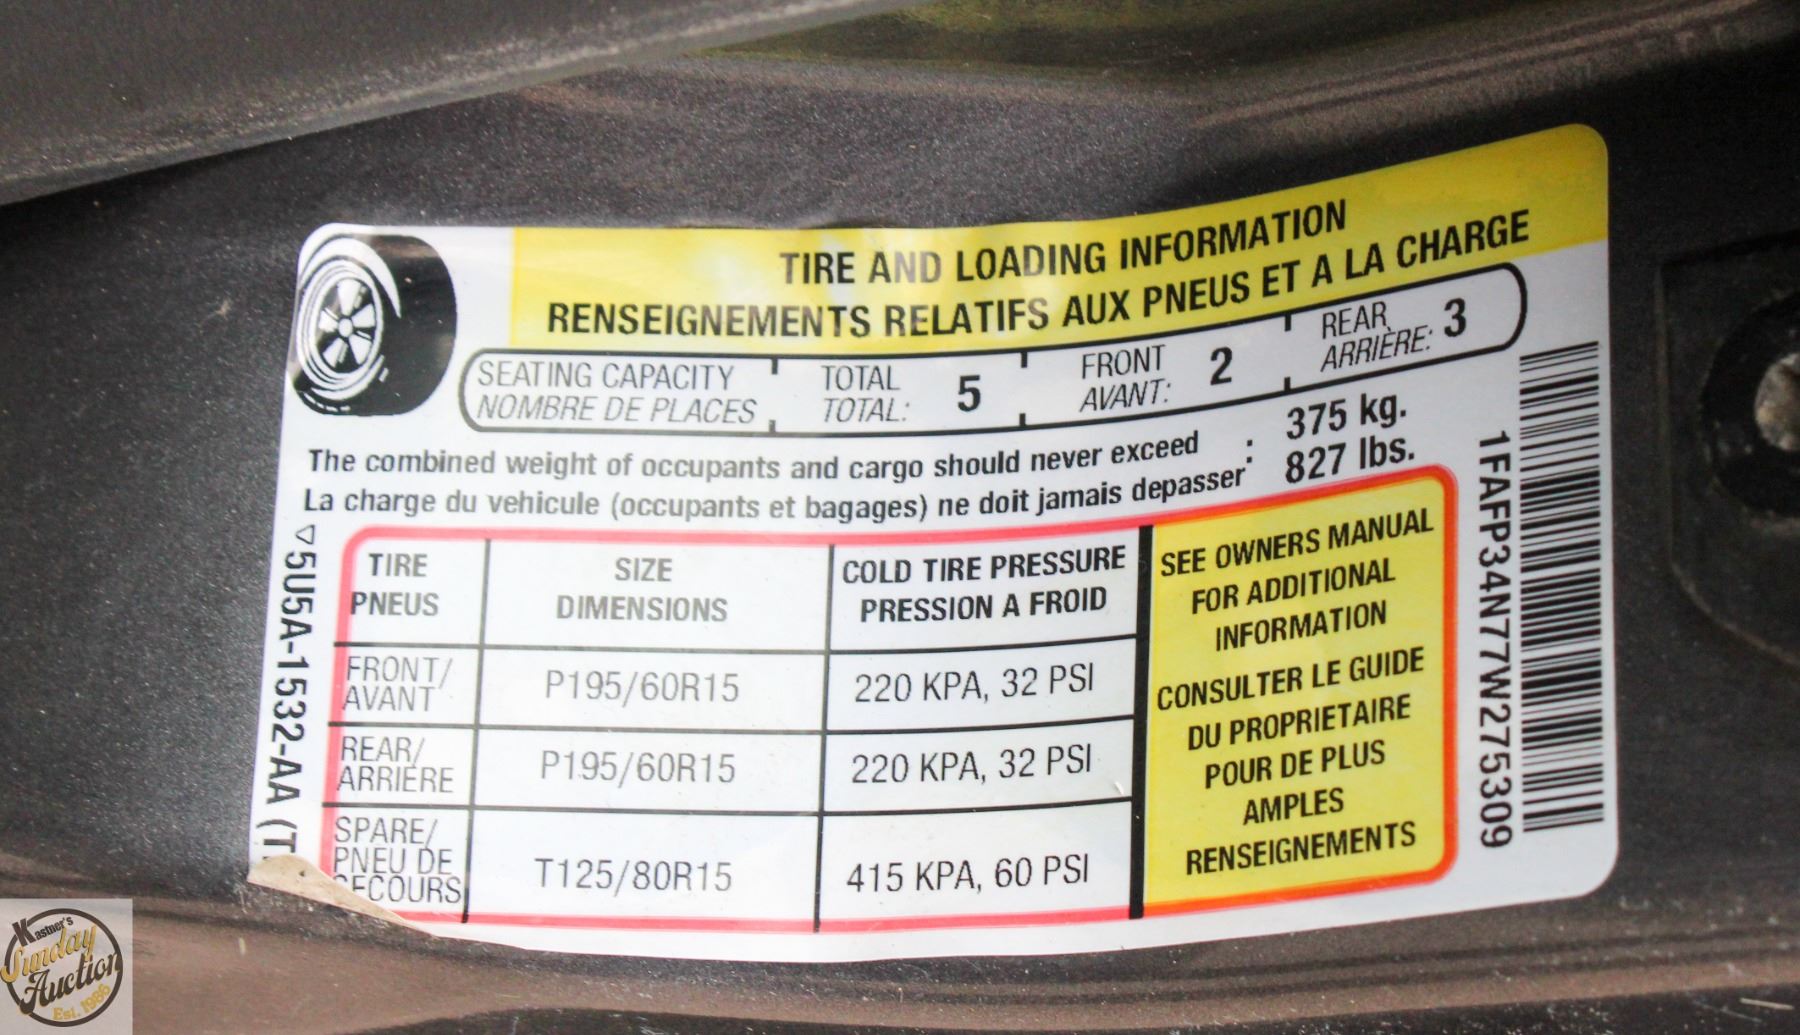 TIRE AND LOADING INFORMATION
RENSEIGNEMENTS RELATIFS AUX PNEUS ET A LA CHARGE
SEATING CAPACITY TOTAL 5 FRONT 2 REAR 3
NOMBRE DE PLACES TOTAL: AVANT: ARRIÈRE:
The combined weight of occupants and cargo should never exceed : 375 kg.
La charge du vehicule (occupants et bagages) ne doit jamais depasser 827 lbs.
TIRE SIZE COLD TIRE PRESSURE
PNEUS DIMENSIONS PRESSION A FROID
FRONT/
AVANT P195/60R15 220 KPA, 32 PSI
REAR/
ARRIÈRE P195/60R15 220 KPA, 32 PSI
SPARE/
PNEU DE
SECOURS T125/80R15 415 KPA, 60 PSI
SEE OWNERS MANUAL
FOR ADDITIONAL
INFORMATION
CONSULTER LE GUIDE
DU PROPRIETAIRE
POUR DE PLUS
AMPLES
RENSEIGNEMENTS
5U5A-1532-AA (T
1FAFP34N77W275309
Kastner's
Sunday
Auction
Est. 1986